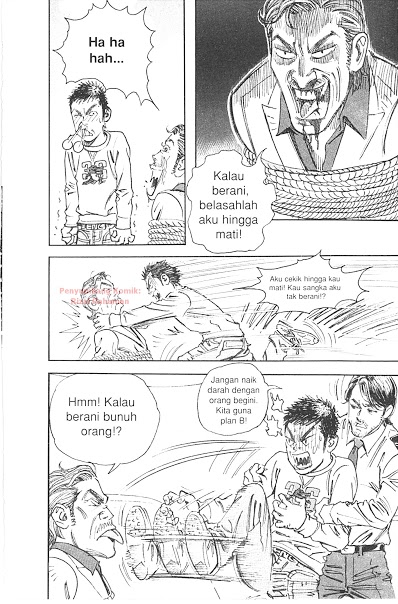 Kalau
berani,
belasahlah
aku hingga
mati!
Ha ha
hah...
Aku cekik hingga kau
mati! Kau sangka aku
tak berani!?
Komik:
Jangan naik
darah dengan
orang begini.
Kita guna
plan B!
Hmm! Kalau
berani bunuh
orang!?